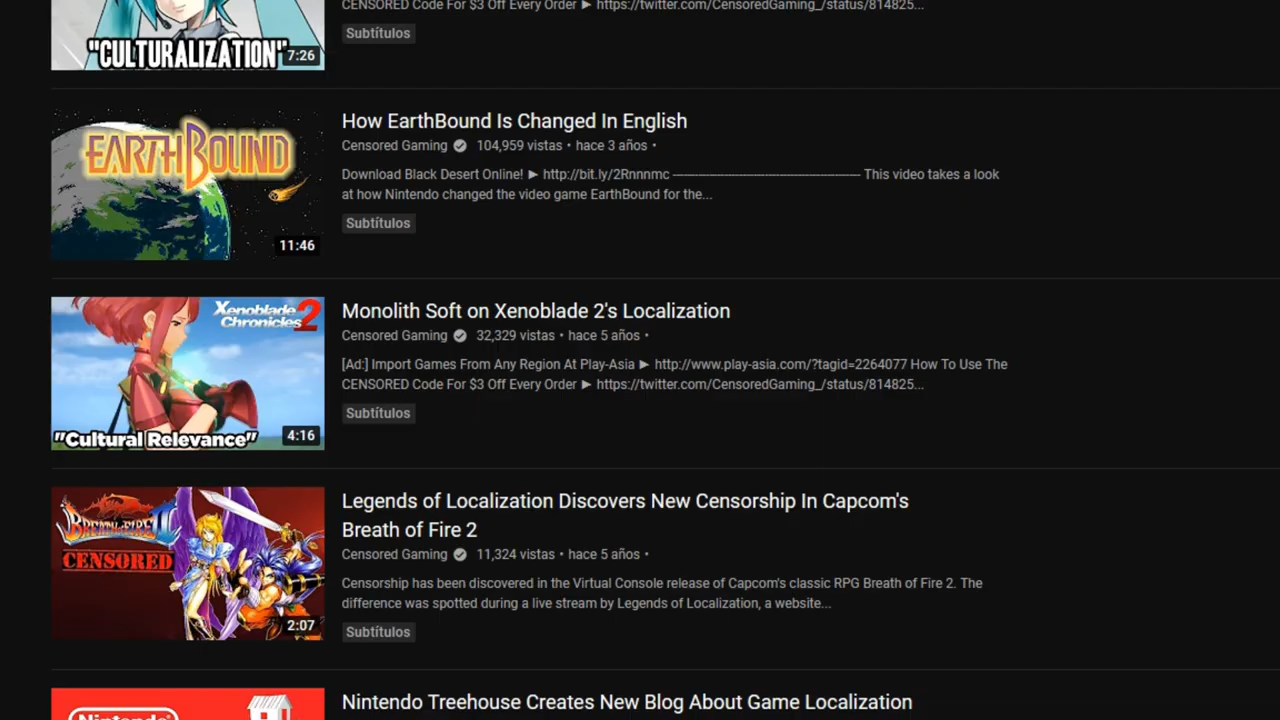 CENSORED Code For $3 Off Every Order ► https://twitter.com/CensoredGaming_/status/814825...
"CULTURALIZATION"
7:26
Subtítulos
EARTHBOUND
11:46
How EarthBound Is Changed In English
Censored Gaming 104,959 vistas • hace 3 años •
Download Black Desert Online! ► http://bit.ly/2Rnnnmc ---------------------------------------------------------------- This video takes a look
at how Nintendo changed the video game EarthBound for the...
Subtítulos
Xenoblade
Chronicles 2
"Cultural Relevance"
4:16
Monolith Soft on Xenoblade 2's Localization
Censored Gaming 32,329 vistas • hace 5 años •
[Ad:] Import Games From Any Region At Play-Asia ► http://www.play-asia.com/?tagid=2264077 How To Use The
CENSORED Code For $3 Off Every Order ► https://twitter.com/CensoredGaming_/status/814825...
Subtítulos
BREATH OF FIRE II
CENSORED
2:07
Legends of Localization Discovers New Censorship In Capcom's
Breath of Fire 2
Censored Gaming 11,324 vistas • hace 5 años •
Censorship has been discovered in the Virtual Console release of Capcom's classic RPG Breath of Fire 2. The
difference was spotted during a live stream by Legends of Localization, a website...
Subtítulos
Nintendo
Nintendo Treehouse Creates New Blog About Game Localization